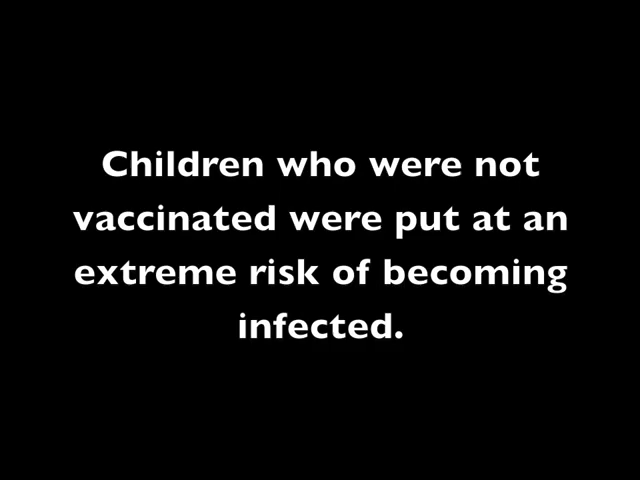 Children who were not
vaccinated were put at an
extreme risk of becoming
infected.